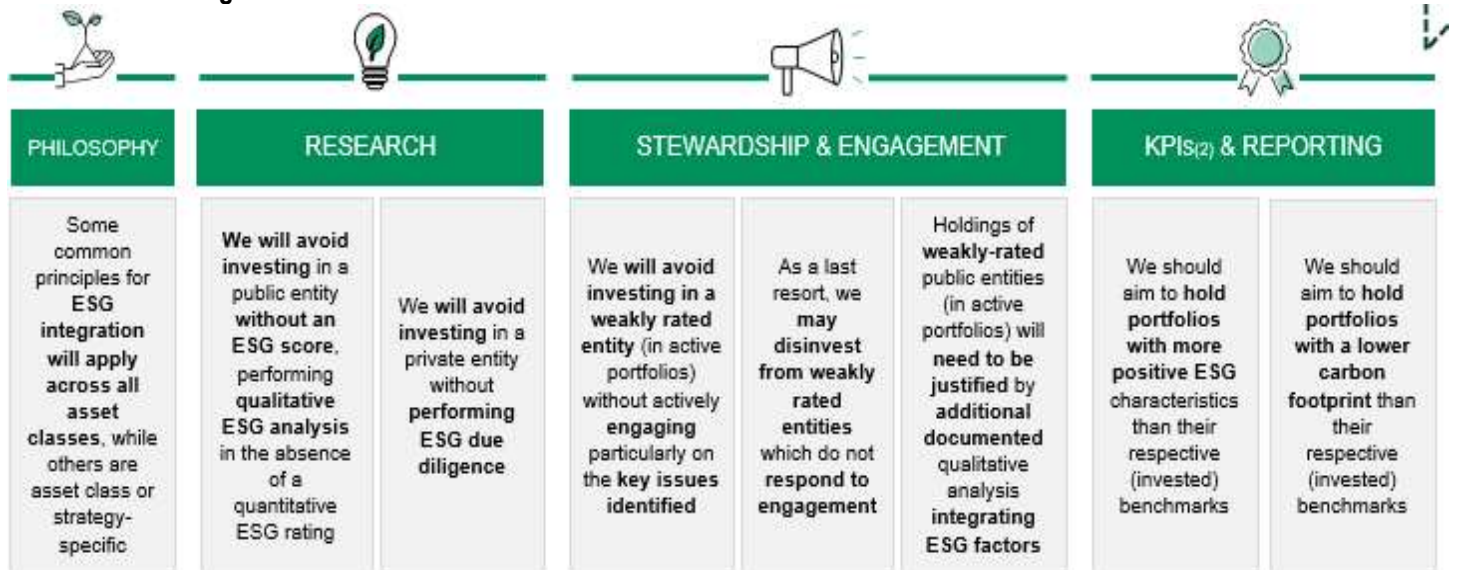 PHILOSOPHY
RESEARCH
STEWARDSHIP & ENGAGEMENT
KPIs(2) & REPORTING
Some
common
principles for
ESG
integration
will apply
across all
asset
classes, while
others are
asset class or
strategy-
specific
We will avoid
investing in a
public entity
without an
ESG score,
performing
qualitative
ESG analysis
in the absence
of a
quantitative
ESG rating
We will avoid
investing in a
private entity
without
performing
ESG due
diligence
We will avoid
investing in a
weakly rated
entity (in active
portfolios)
without actively
engaging
particularly on
the key issues
identified
As a last
resort, we
may
disinvest
from weakly
rated
entities
which do not
respond to
engagement
Holdings of
weakly-rated
public entities
(in active
portfolios) will
need to be
justified by
additional
documented
qualitative
analysis
integrating
ESG factors
We should
aim to hold
portfolios
with more
positive ESG
characteristics
than their
respective
(invested)
benchmarks
We should
aim to hold
portfolios
with a lower
carbon
footprint than
their
respective
(invested)
benchmarks